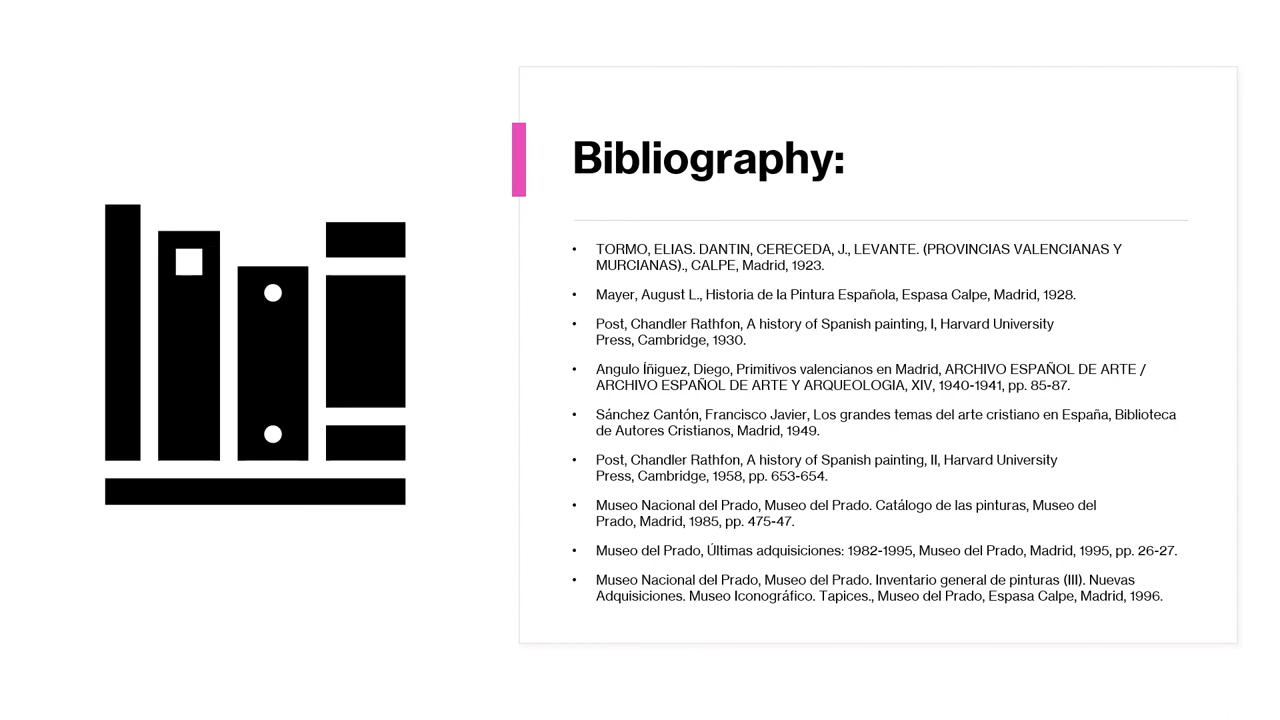 Bibliography:
• TORMO, ELIAS. DANTIN, CERECEDA, J., LEVANTE. (PROVINCIAS VALENCIANAS Y
MURCIANAS)., CALPE, Madrid, 1923.
• Mayer, August L., Historia de la Pintura Española, Espasa Calpe, Madrid, 1928.
• Post, Chandler Rathfon, A history of Spanish painting, I, Harvard University
Press, Cambridge, 1930.
• Angulo Íñiguez, Diego, Primitivos valencianos en Madrid, ARCHIVO ESPAÑOL DE ARTE /
ARCHIVO ESPAÑOL DE ARTE Y ARQUEOLOGIA, XIV, 1940-1941, pp. 85-87.
• Sánchez Cantón, Francisco Javier, Los grandes temas del arte cristiano en España, Biblioteca
de Autores Cristianos, Madrid, 1949.
• Post, Chandler Rathfon, A history of Spanish painting, II, Harvard University
Press, Cambridge, 1958, pp. 653-654.
• Museo Nacional del Prado, Museo del Prado. Catálogo de las pinturas, Museo del
Prado, Madrid, 1985, pp. 475-47.
• Museo del Prado, Últimas adquisiciones: 1982-1995, Museo del Prado, Madrid, 1995, pp. 26-27.
• Museo Nacional del Prado, Museo del Prado. Inventario general de pinturas (III). Nuevas
Adquisiciones. Museo Iconográfico. Tapices., Museo del Prado, Espasa Calpe, Madrid, 1996.